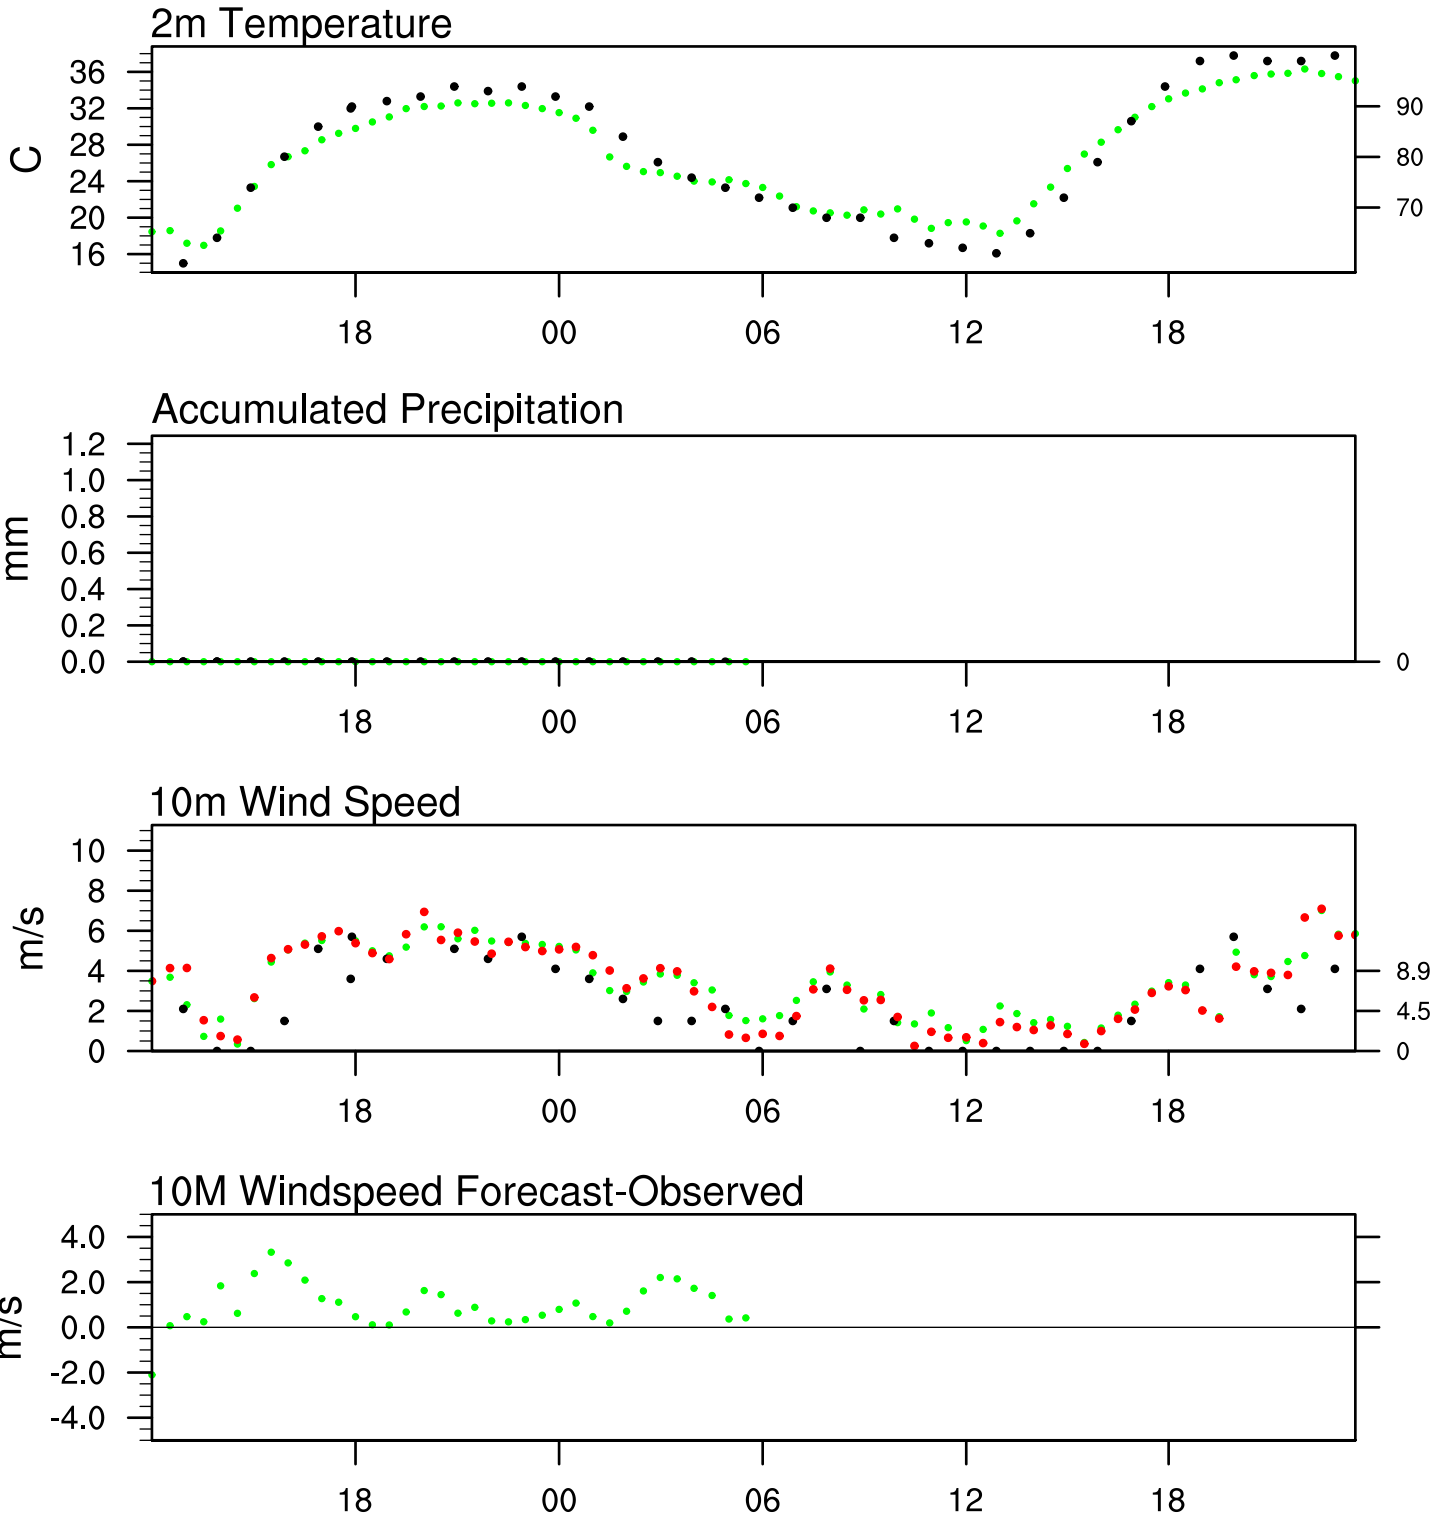 2m Temperature
36
32
28
24
20
16
C
90
80
70
18 00 06 12 18
Accumulated Precipitation
1.2
1.0
0.8
0.6
0.4
0.2
0.0
mm
0
18 00 06 12 18
10m Wind Speed
10
8
6
4
2
0
m/s
8.9
4.5
0
18 00 06 12 18
10M Windspeed Forecast-Observed
4.0
2.0
0.0
-2.0
-4.0
m/s
18 00 06 12 18